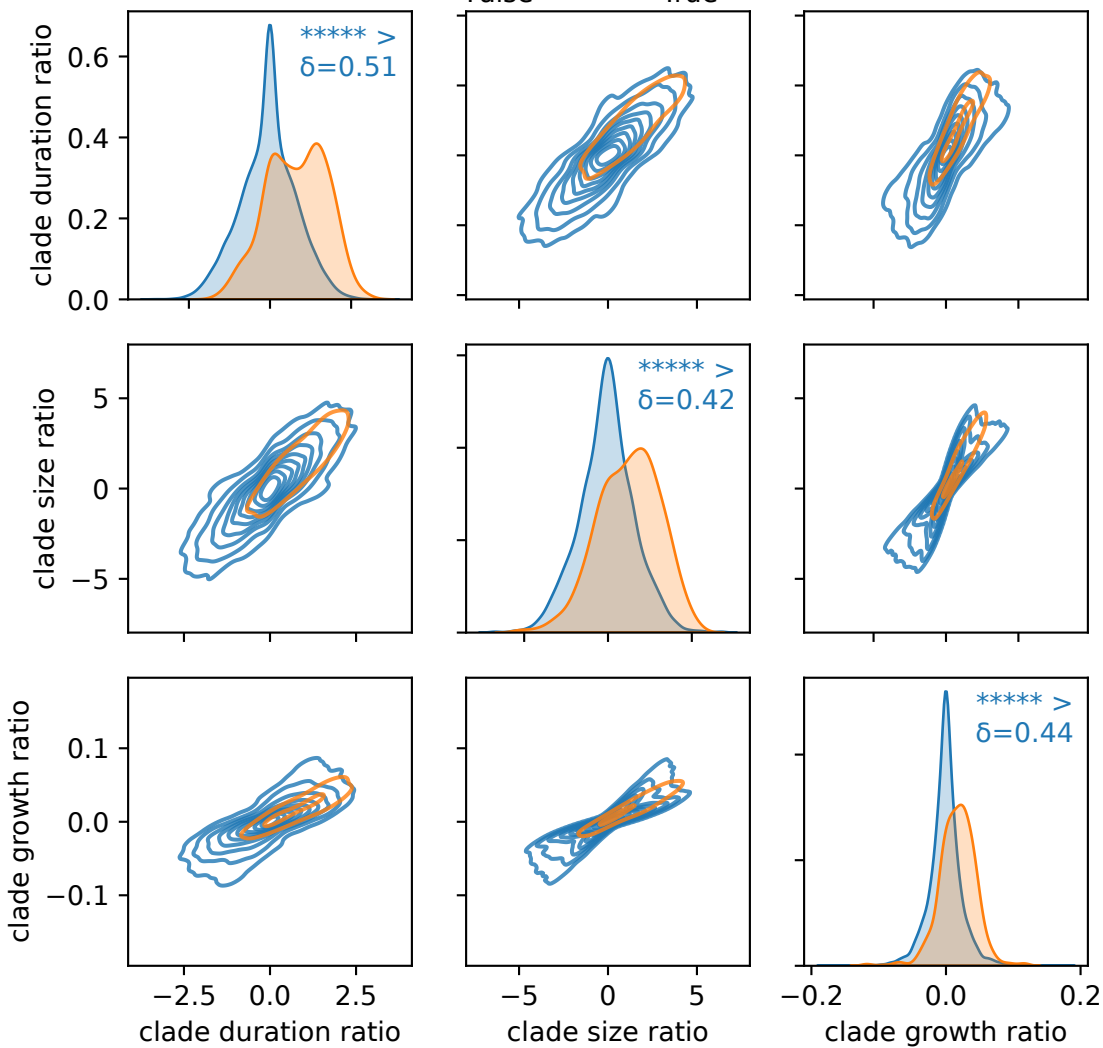 clade duration ratio
0.6
0.4
0.2
0.0
***** >
δ=0.51
clade size ratio
5
0
−5
***** >
δ=0.42
clade growth ratio
0.1
0.0
−0.1
***** >
δ=0.44
−2.5 0.0 2.5
−5 0 5
−0.2 0.0 0.2
clade duration ratio
clade size ratio
clade growth ratio